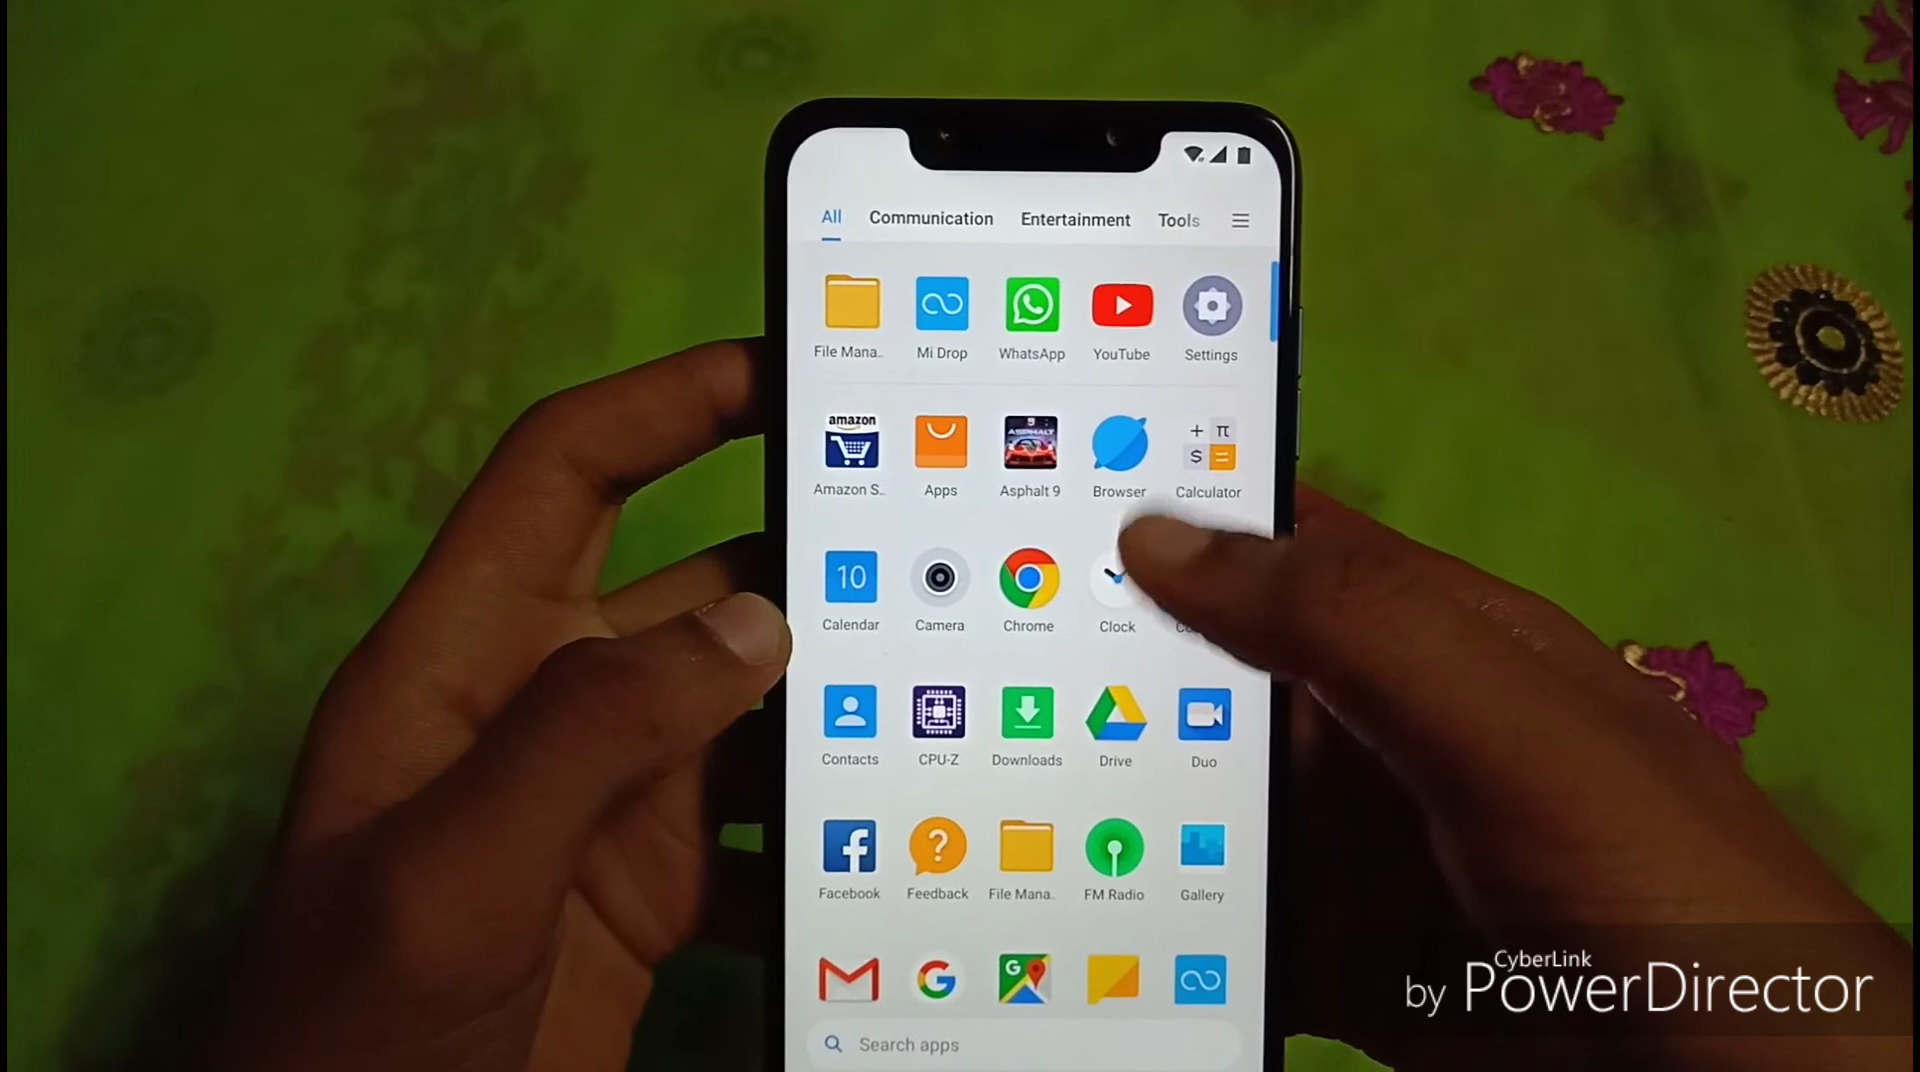 All Communication Entertainment Tools
File Mana.. Mi Drop WhatsApp YouTube Settings
amazon
ASPHALT
9
+ π
$ =
Amazon S.. Apps Asphalt 9 Browser Calculator
10
Calendar Camera Chrome Clock
Contacts CPU-Z Downloads Drive Duo
f ?
Facebook Feedback File Mana.. FM Radio Gallery
M G G
Search apps
CyberLink
by PowerDirector